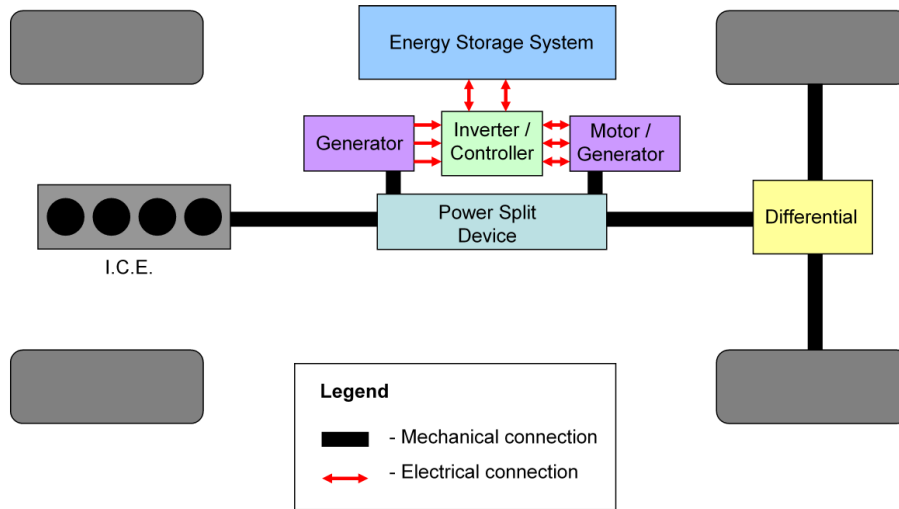 Energy Storage System
Generator
Inverter /
Controller
Motor /
Generator
Power Split
Device
Differential
I.C.E.
Legend
- Mechanical connection
- Electrical connection